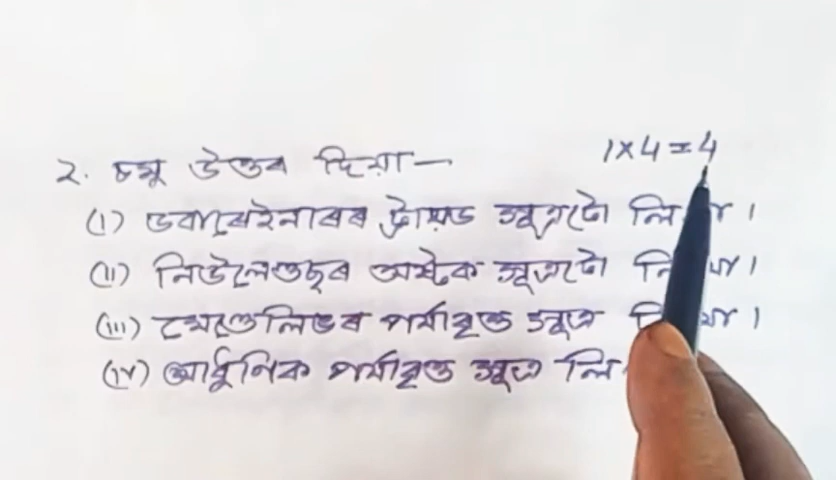 ২. চমু উত্তৰ দিয়া— 1×4=4
(i) ডবাৰেইনাৰৰ ট্ৰায়ড সূত্ৰটো
(ii) নিউলেণ্ডছৰ অষ্টক সূত্ৰটো
(iii) মেণ্ডেলিভৰ পৰ্যাবৃত্ত সূত্ৰ
(iv) আধুনিক পৰ্যাবৃত্ত সূত্ৰ